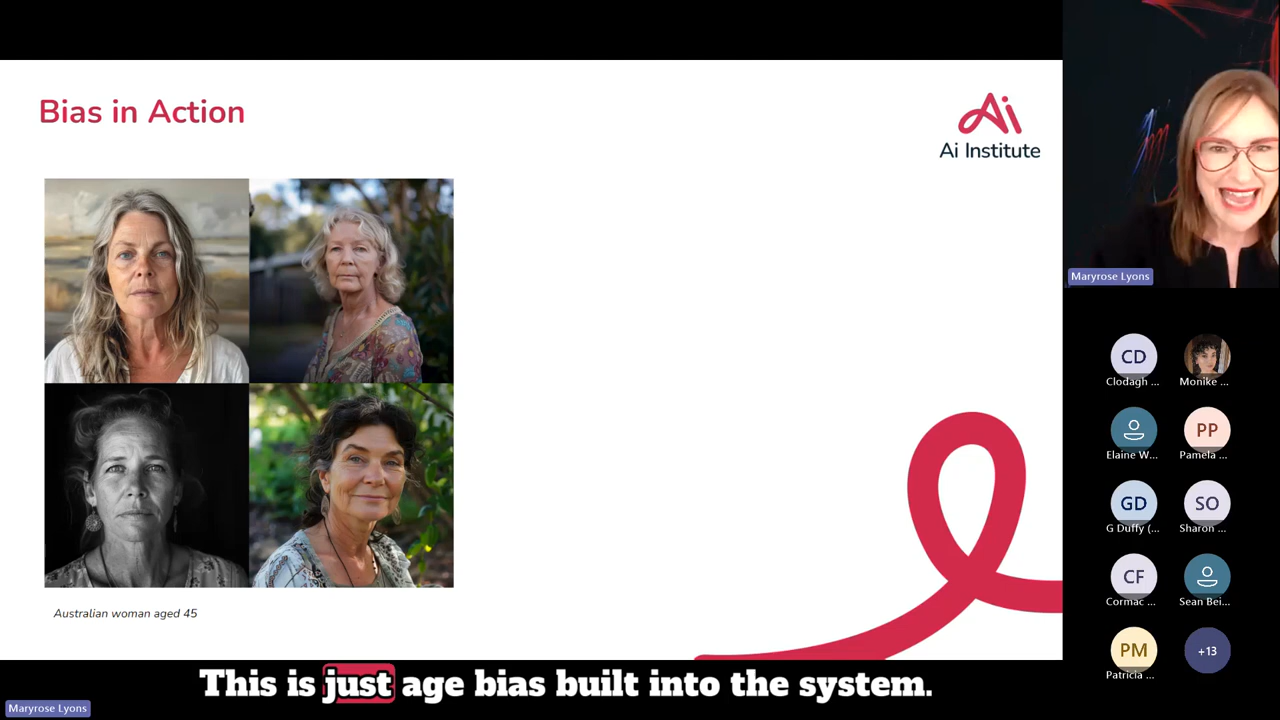 Bias in Action
Ai
Ai Institute
Australian woman aged 45
Maryrose Lyons
CD
Clodagh ...
Monike ...
Elaine W...
PP
Pamela ...
GD
G Duffy (...
SO
Sharon ...
CF
Cormac ...
Sean Bei...
PM
Patricia ...
+13
This is just age bias built into the system.
Maryrose Lyons